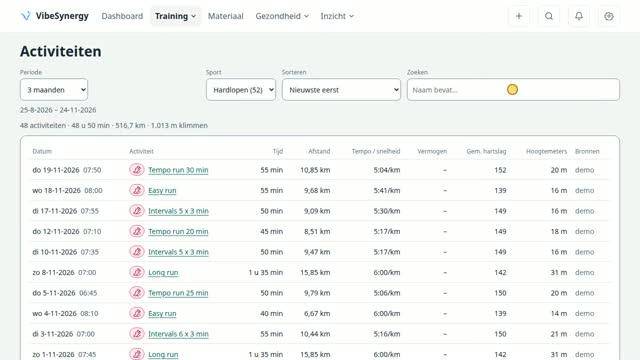 VibeSynergy Dashboard Training Materiaal Gezondheid Inzicht
Activiteiten
Periode Sport Sorteren Zoeken
3 maanden Hardlopen (52) Nieuwste eerst Naam bevat...
25-8-2026 – 24-11-2026
48 activiteiten · 48 u 50 min · 516,7 km · 1.013 m klimmen
Datum Activiteit Tijd Afstand Tempo / snelheid Vermogen Gem. hartslag Hoogtemeters Bronnen
do 19-11-2026 07:50 Tempo run 30 min 55 min 10,85 km 5:04/km – 152 20 m demo
wo 18-11-2026 08:00 Easy run 55 min 9,68 km 5:41/km – 139 16 m demo
di 17-11-2026 07:55 Intervals 5 x 3 min 50 min 9,09 km 5:30/km – 149 16 m demo
do 12-11-2026 07:10 Tempo run 20 min 45 min 8,51 km 5:17/km – 149 18 m demo
di 10-11-2026 07:35 Intervals 5 x 3 min 50 min 9,47 km 5:17/km – 149 16 m demo
zo 8-11-2026 07:00 Long run 1 u 35 min 15,85 km 6:00/km – 142 31 m demo
do 5-11-2026 06:45 Tempo run 25 min 50 min 9,79 km 5:06/km – 150 20 m demo
wo 4-11-2026 08:10 Easy run 40 min 6,67 km 6:00/km – 139 14 m demo
di 3-11-2026 07:00 Intervals 6 x 3 min 55 min 10,44 km 5:16/km – 150 21 m demo
zo 1-11-2026 07:45 Long run 1 u 35 min 15,85 km 6:00/km – 142 31 m demo